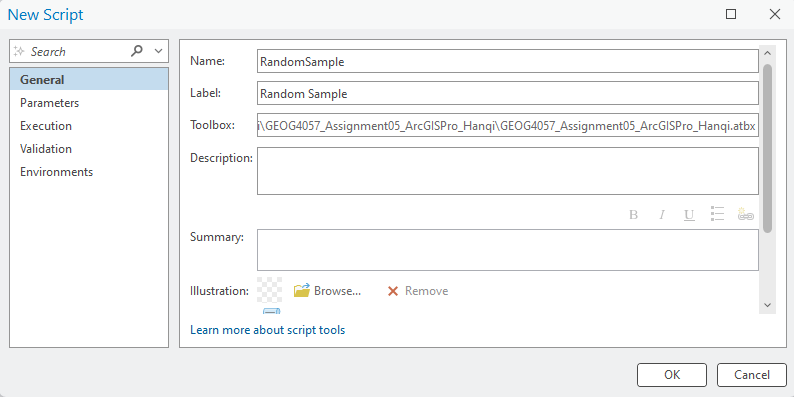 New Script
Search
General
Parameters
Execution
Validation
Environments
Name: RandomSample
Label: Random Sample
Toolbox: i\GEOG4057_Assignment05_ArcGISPro_Hanqi\GEOG4057_Assignment05_ArcGISPro_Hanqi.atbx
Description:
B I U
Summary:
Illustration: Browse... Remove
Learn more about script tools
OK Cancel